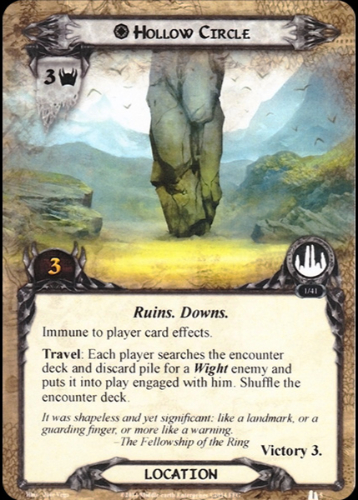 HOLLOW CIRCLE
3
3
1/41
Ruins. Downs.
Immune to player card effects.
Travel: Each player searches the encounter
deck and discard pile for a Wight enemy and
puts it into play engaged with him. Shuffle the
encounter deck.
It was shapeless and yet significant: like a landmark, or a
guarding finger, or more like a warning.
–The Fellowship of the Ring
Victory 3.
LOCATION